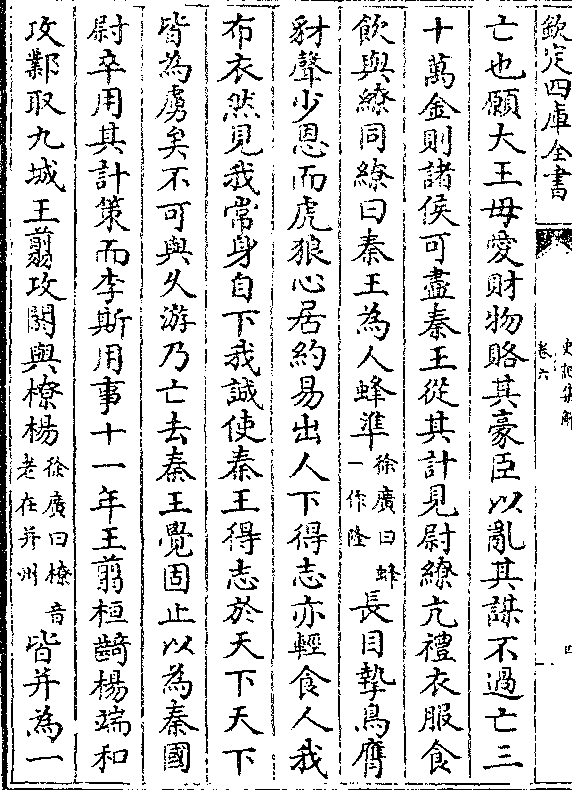 欽定四庫全書
史記集解
卷六
四
亡也願大王毋愛財物賂其豪臣以亂其謀不過亡三
十萬金則諸侯可盡秦王從其計見尉繚亢禮衣服食
飲與繚同繚曰秦王為人蜂準徐廣曰蜂一作隆長目摯鳥膺
豺聲少恩而虎狼心居約易出人下得志亦輕食人我
布衣然見我常身自下我誠使秦王得志於天下天下
皆為虜矣不可與久游乃亡去秦王覺固止以為秦國
尉卒用其計策而李斯用事十一年王翦桓齮楊端和
攻鄴取九城王翦攻閼與橑楊徐廣曰橑音老在并州皆并為一